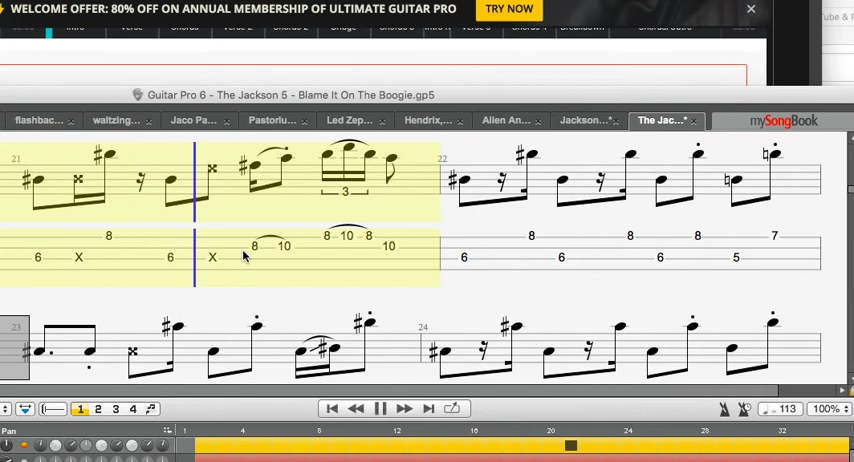 WELCOME OFFER: 80% OFF ON ANNUAL MEMBERSHIP OF ULTIMATE GUITAR PRO TRY NOW ✕
Guitar Pro 6 - The Jackson 5 - Blame It On The Boogie.gp5
flashbac... waltzing... Jaco Pa... Pastoriu... Led Zep... Hendrix,... Allen An... Jackson...* The Jac...* mySongBook
21 22
3
8 8 10 8 8 8 8 7
8 10 10
6 X 6 X 6 6 6 5
23 24
1 2 3 4 113 100%
Pan 1 4 8 12 16 20 24 28 32